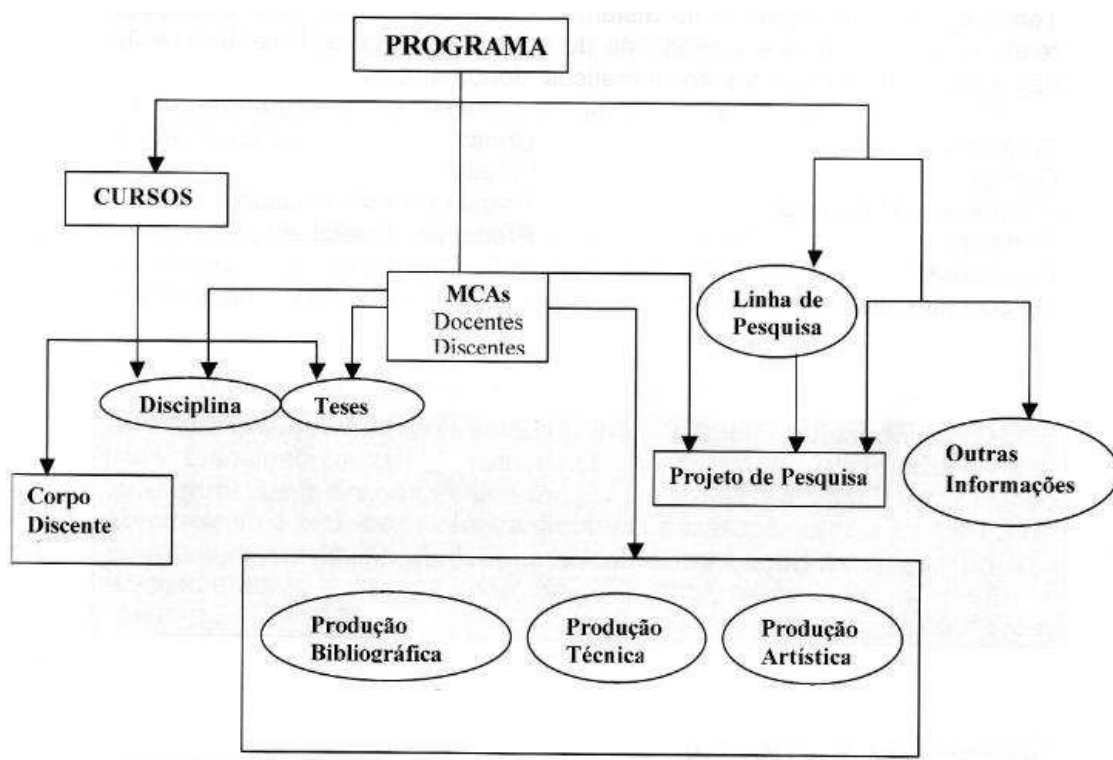 PROGRAMA
CURSOS
MCAs
Docentes
Discentes
Linha de
Pesquisa
Disciplina
Teses
Projeto de Pesquisa
Outras
Informações
Corpo
Discente
Produção
Bibliográfica
Produção
Técnica
Produção
Artística